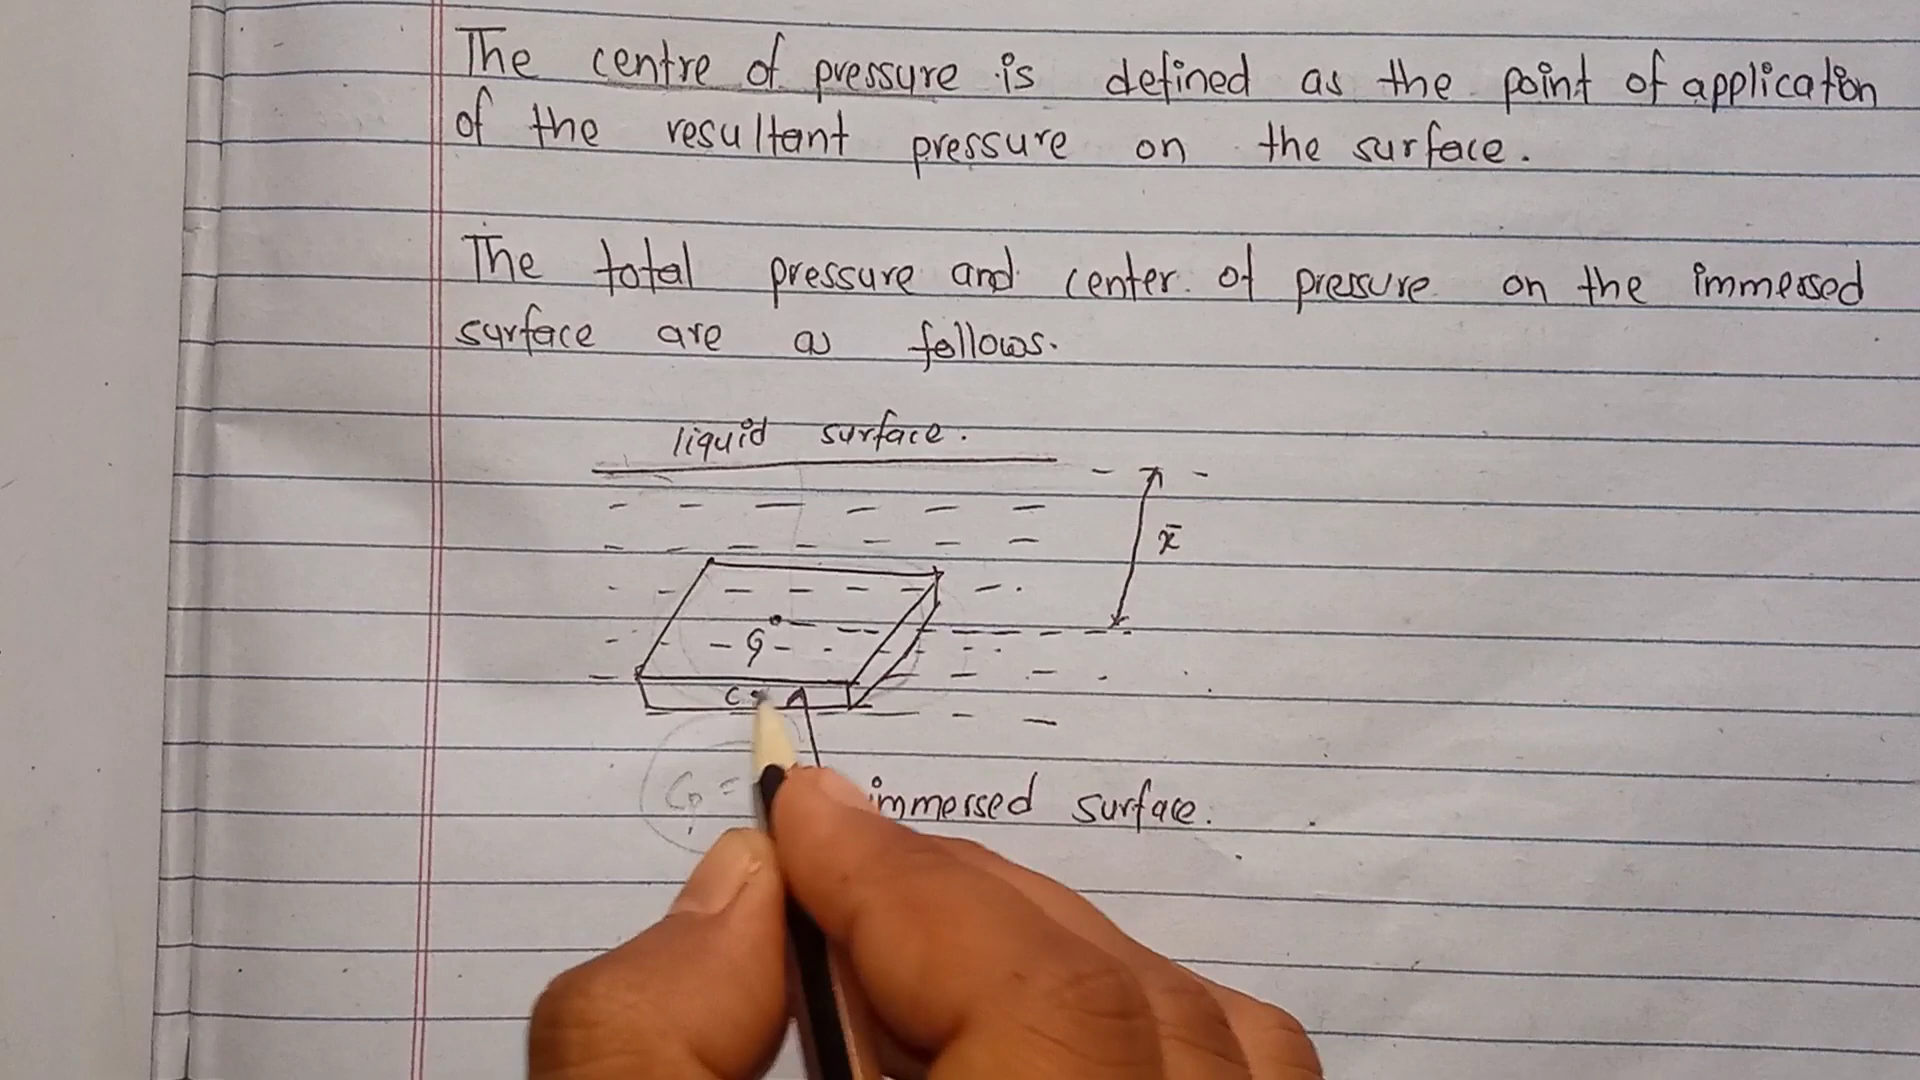 The centre of pressure is defined as the point of application
of the resultant pressure on the surface.
The total pressure and center of pressure on the immersed
surface are as follows.
liquid surface.
x̄
G
C
Cp =
immersed surface.